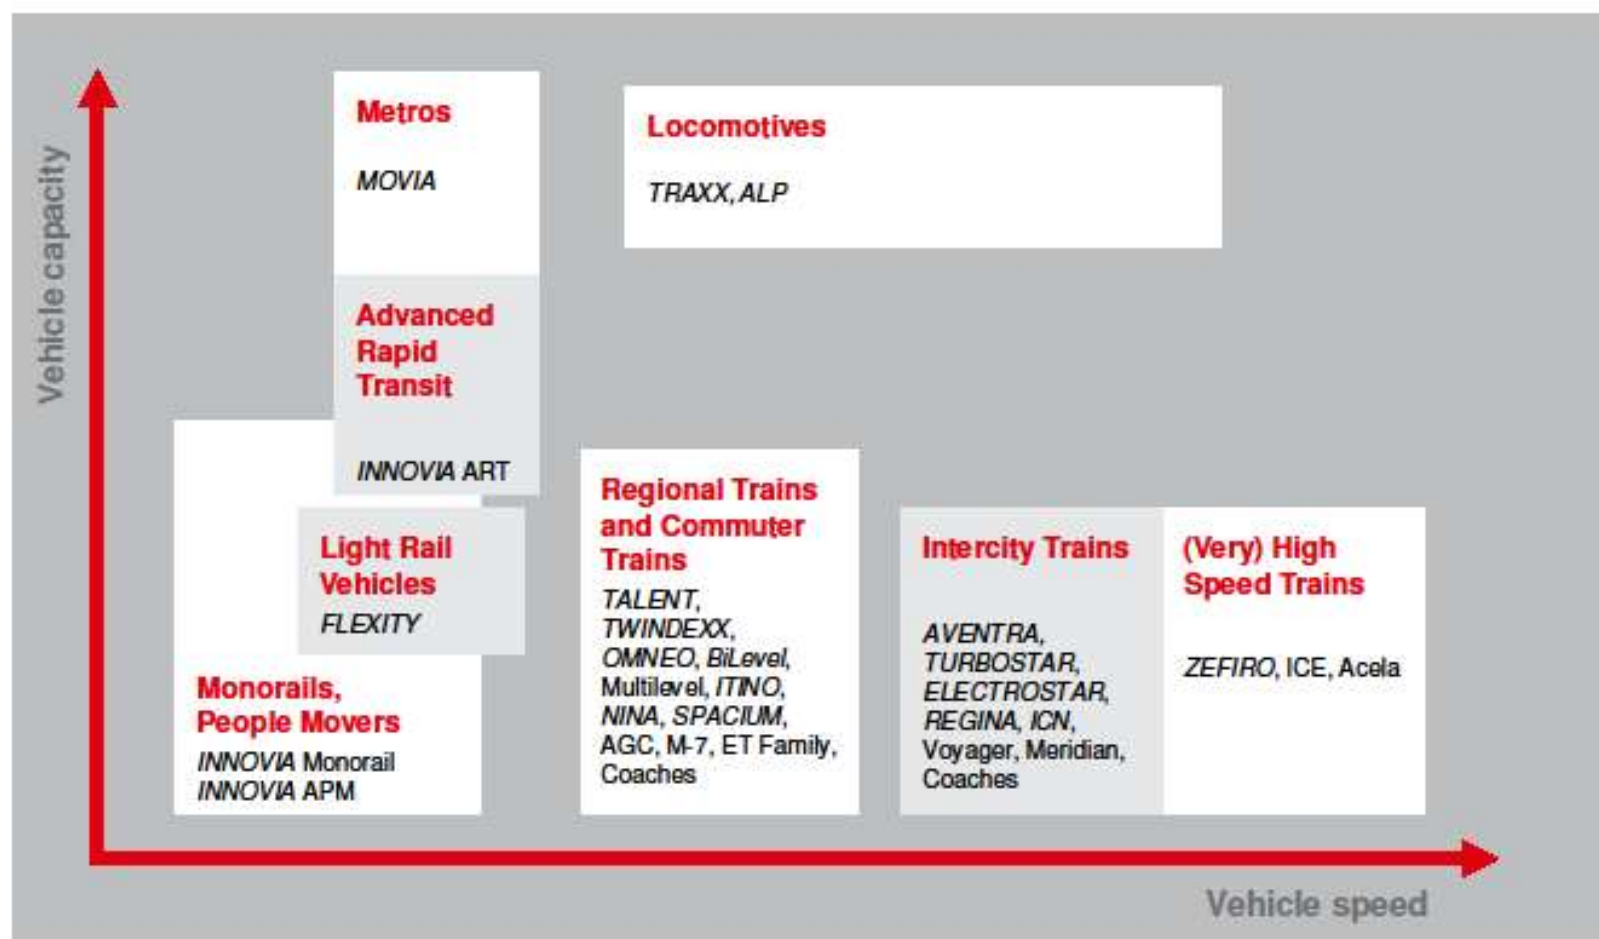 Vehicle capacity
Metros
MOVIA
Locomotives
TRAXX, ALP
Advanced
Rapid
Transit
INNOVIA ART
Light Rail
Vehicles
FLEXITY
Monorails,
People Movers
INNOVIA Monorail
INNOVIA APM
Regional Trains
and Commuter
Trains
TALENT,
TWINDEXX,
OMNEO, BiLevel,
Multilevel, ITINO,
NINA, SPACIUM,
AGC, M-7, ET Family,
Coaches
Intercity Trains
AVENTRA,
TURBOSTAR,
ELECTROSTAR,
REGINA, ICN,
Voyager, Meridian,
Coaches
(Very) High
Speed Trains
ZEFIRO, ICE, Acela
Vehicle speed